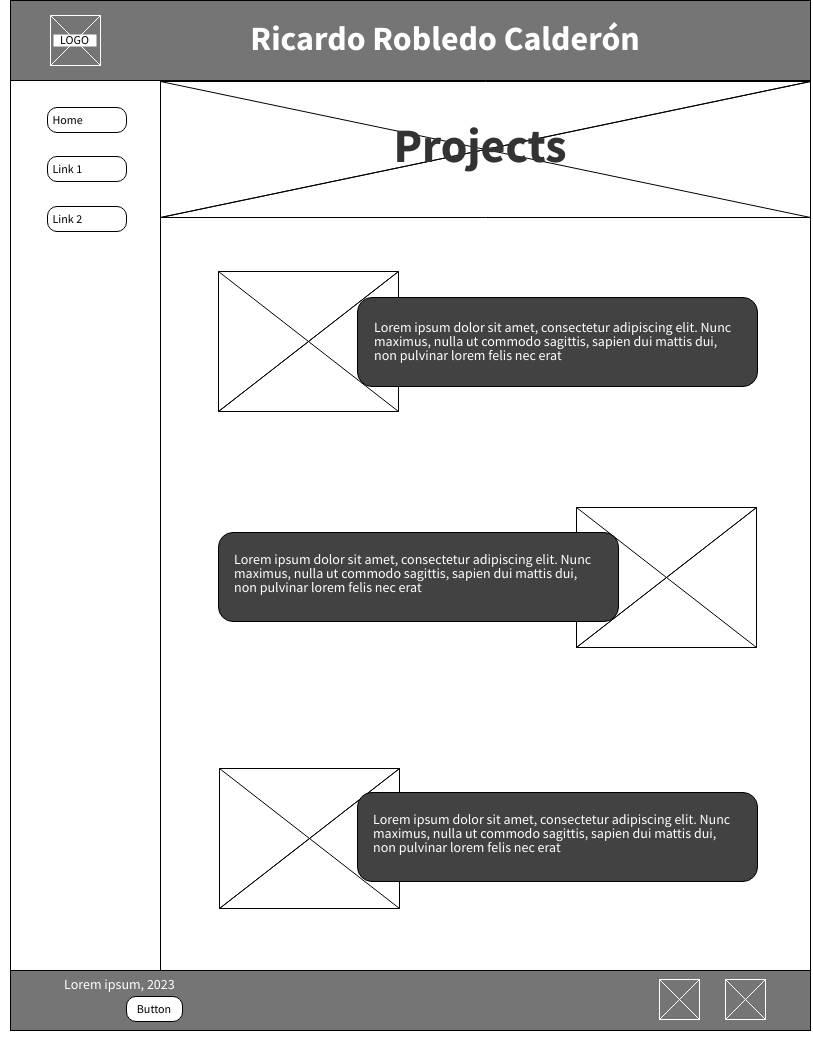 LOGO
Ricardo Robledo Calderón
Home
Link 1
Link 2
Projects
Lorem ipsum dolor sit amet, consectetur adipiscing elit. Nunc
maximus, nulla ut commodo sagittis, sapien dui mattis dui,
non pulvinar lorem felis nec erat
Lorem ipsum dolor sit amet, consectetur adipiscing elit. Nunc
maximus, nulla ut commodo sagittis, sapien dui mattis dui,
non pulvinar lorem felis nec erat
Lorem ipsum dolor sit amet, consectetur adipiscing elit. Nunc
maximus, nulla ut commodo sagittis, sapien dui mattis dui,
non pulvinar lorem felis nec erat
Lorem ipsum, 2023
Button